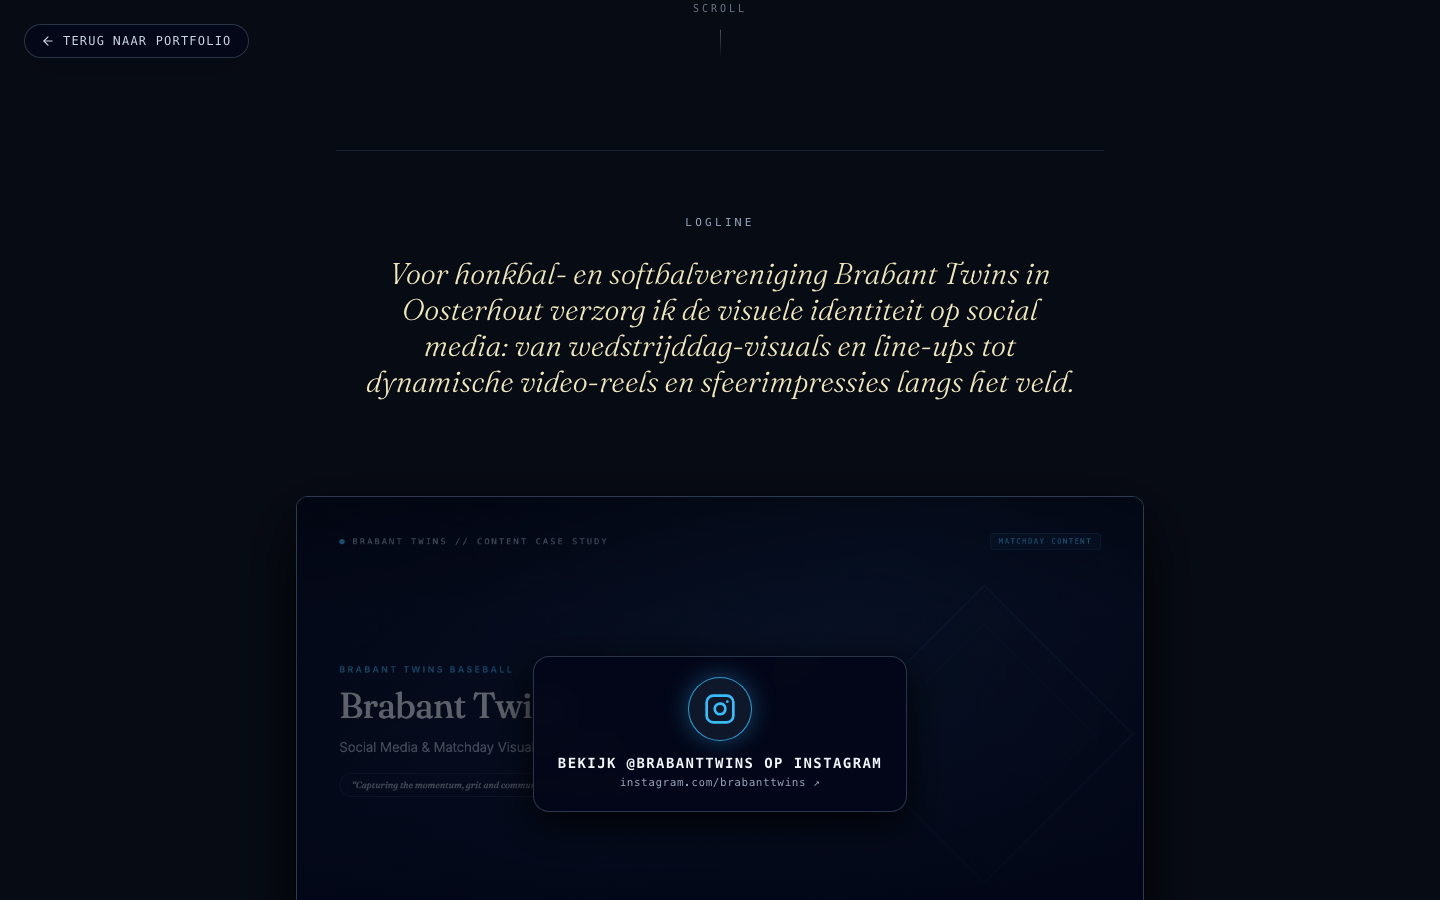 SCROLL
← TERUG NAAR PORTFOLIO
LOGLINE
Voor honkbal- en softbalvereniging Brabant Twins in
Oosterhout verzorg ik de visuele identiteit op social
media: van wedstrijddag-visuals en line-ups tot
dynamische video-reels en sfeerimpressies langs het veld.
BRABANT TWINS // CONTENT CASE STUDY
MATCHDAY CONTENT
BRABANT TWINS BASEBALL
Brabant Twi
Social Media & Matchday Visua
"Capturing the momentum, grit and commu
BEKIJK @BRABANTTWINS OP INSTAGRAM
instagram.com/brabanttwins ↗